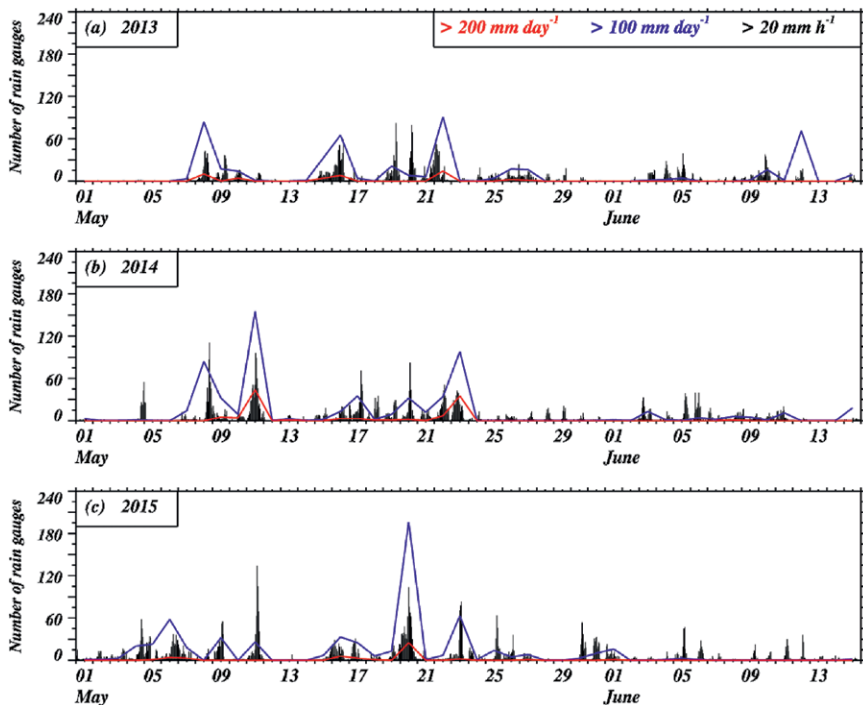 (a) 2013
> 200 mm day⁻¹ > 100 mm day⁻¹ > 20 mm h⁻¹
Number of rain gauges
240
180
120
60
0
01 05 09 13 17 21 25 29 01 05 09 13
May June
(b) 2014
Number of rain gauges
240
180
120
60
0
01 05 09 13 17 21 25 29 01 05 09 13
May June
(c) 2015
Number of rain gauges
240
180
120
60
0
01 05 09 13 17 21 25 29 01 05 09 13
May June